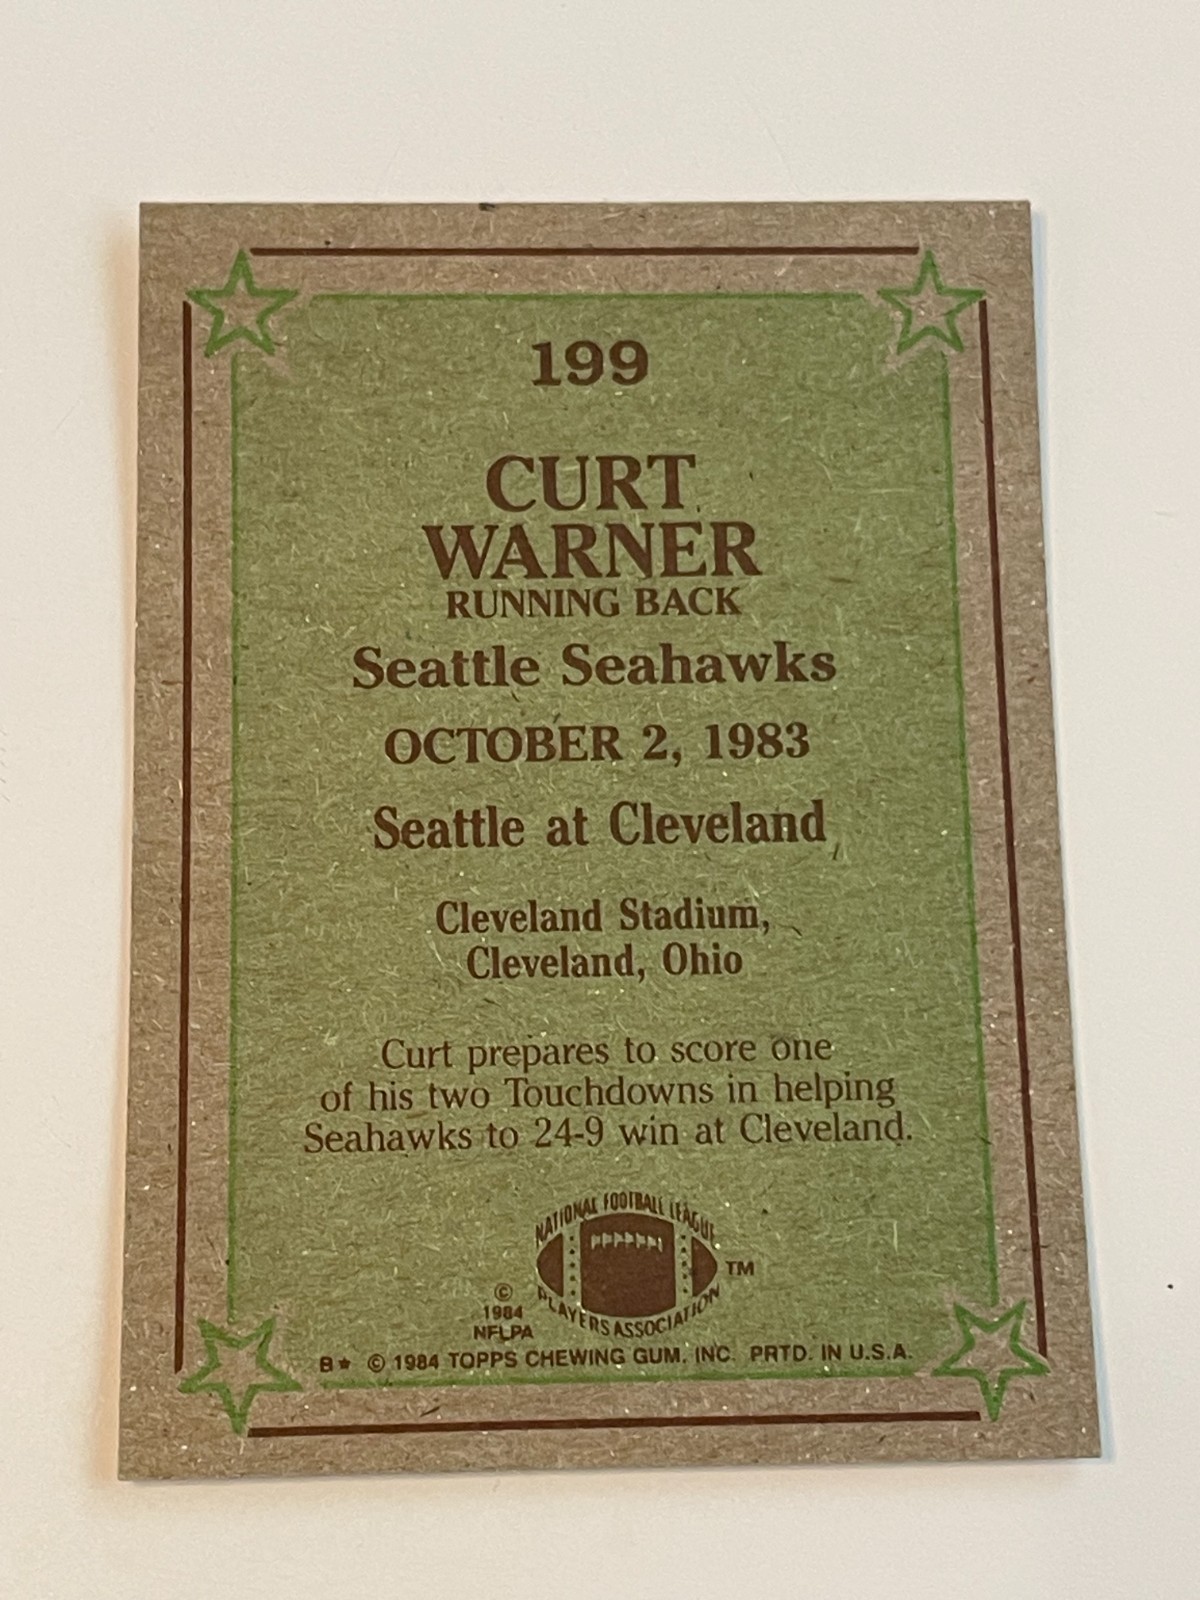 199
CURT
WARNER
RUNNING BACK
Seattle Seahawks
OCTOBER 2, 1983
Seattle at Cleveland
Cleveland Stadium,
Cleveland, Ohio
Curt prepares to score one
of his two Touchdowns in helping
Seahawks to 24-9 win at Cleveland.
NATIONAL FOOTBALL LEAGUE
PLAYERS ASSOCIATION
TM
©
1984
NFLPA
B* © 1984 TOPPS CHEWING GUM, INC. PRTD. IN U.S.A.